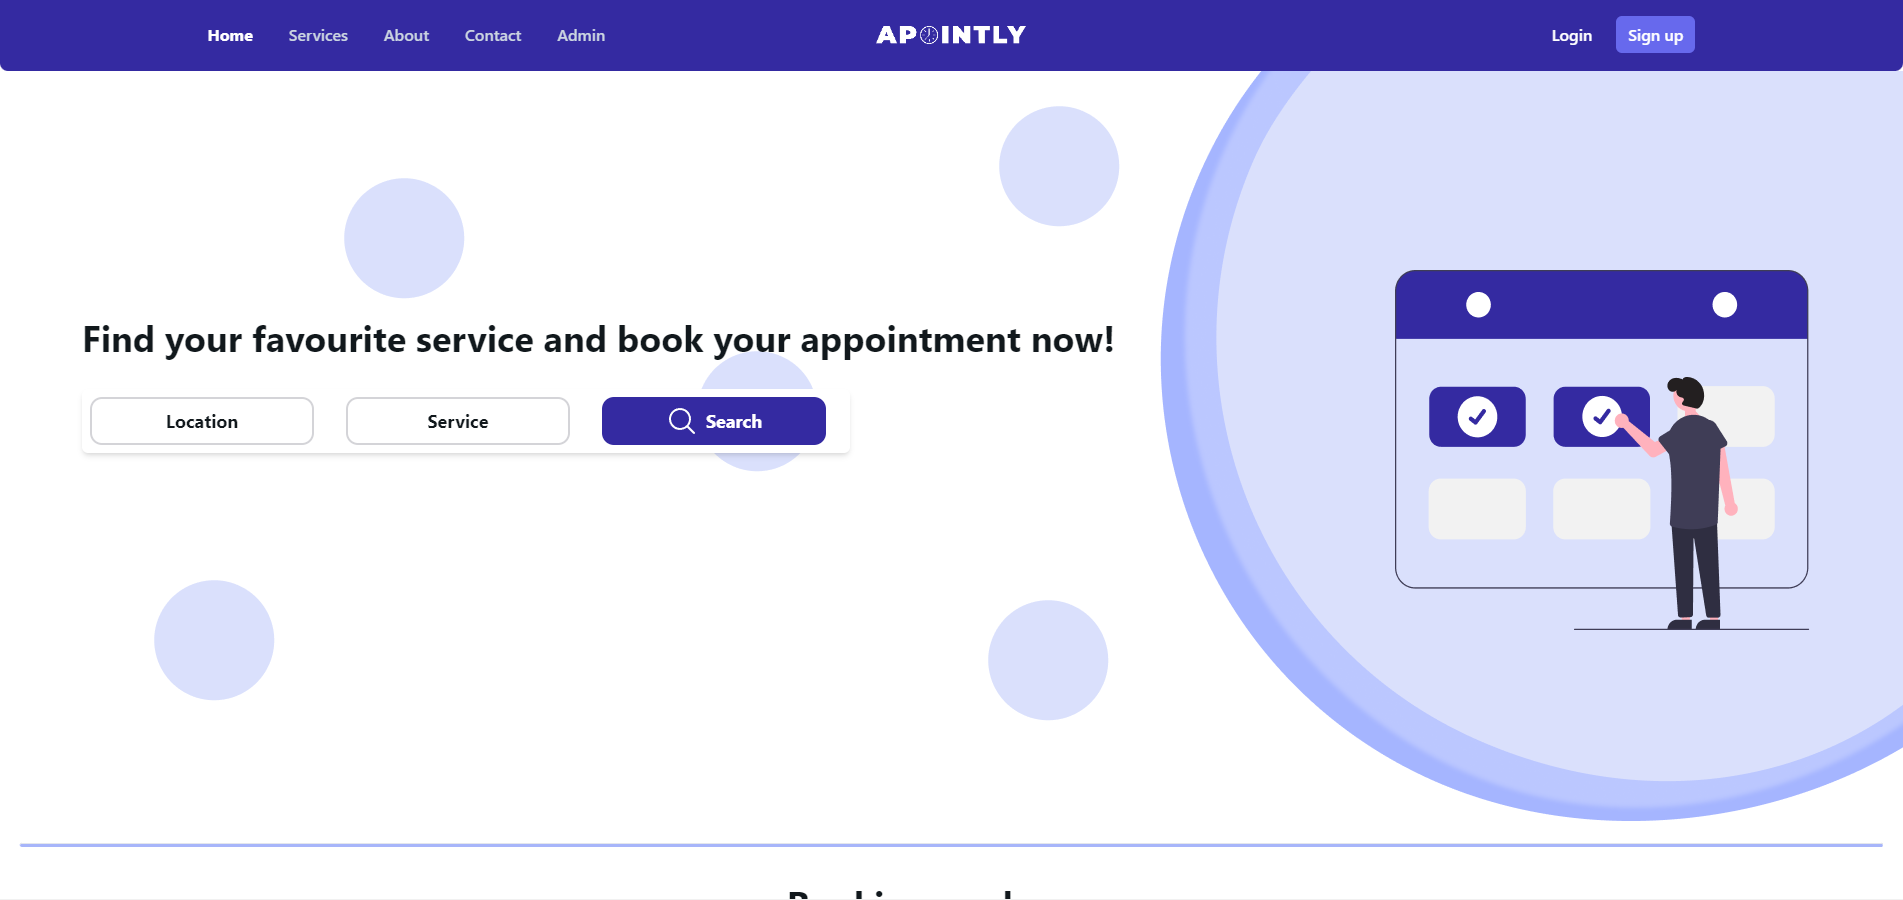 Home Services About Contact Admin APOINTLY Login Sign up
Find your favourite service and book your appointment now!
Location Service Search